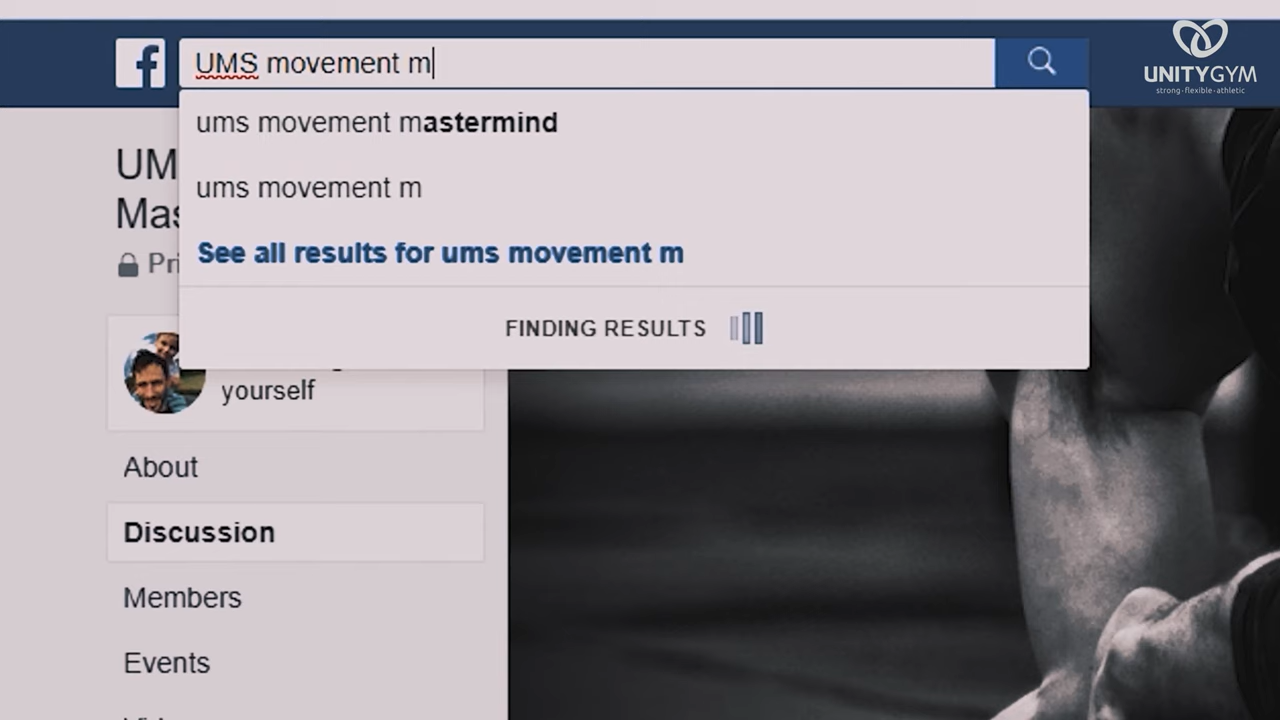 UMS movement m
UNITYGYM
strong·flexible·athletic
ums movement mastermind
ums movement m
See all results for ums movement m
FINDING RESULTS
UM
Mas
Pri
yourself
About
Discussion
Members
Events